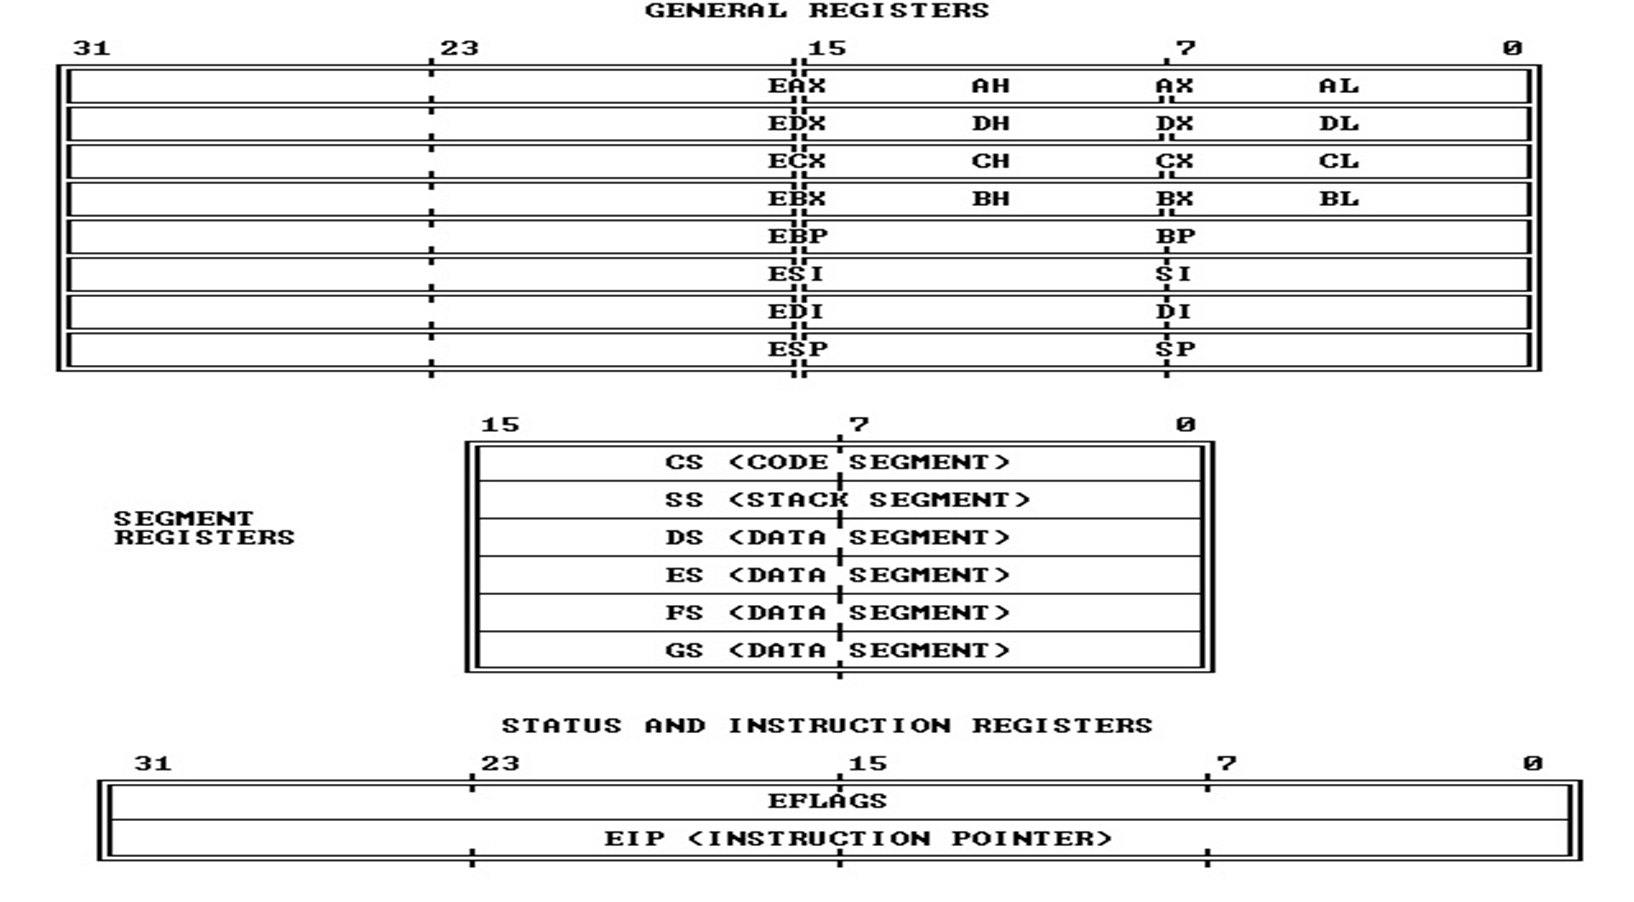 GENERAL REGISTERS
31 23 15 7 0
EAX AH AX AL
EDX DH DX DL
ECX CH CX CL
EBX BH BX BL
EBP BP
ESI SI
EDI DI
ESP SP
15 7 0
CS (CODE SEGMENT)
SS (STACK SEGMENT)
SEGMENT
REGISTERS
DS (DATA SEGMENT)
ES (DATA SEGMENT)
FS (DATA SEGMENT)
GS (DATA SEGMENT)
STATUS AND INSTRUCTION REGISTERS
31 23 15 7 0
EFLAGS
EIP (INSTRUCTION POINTER)